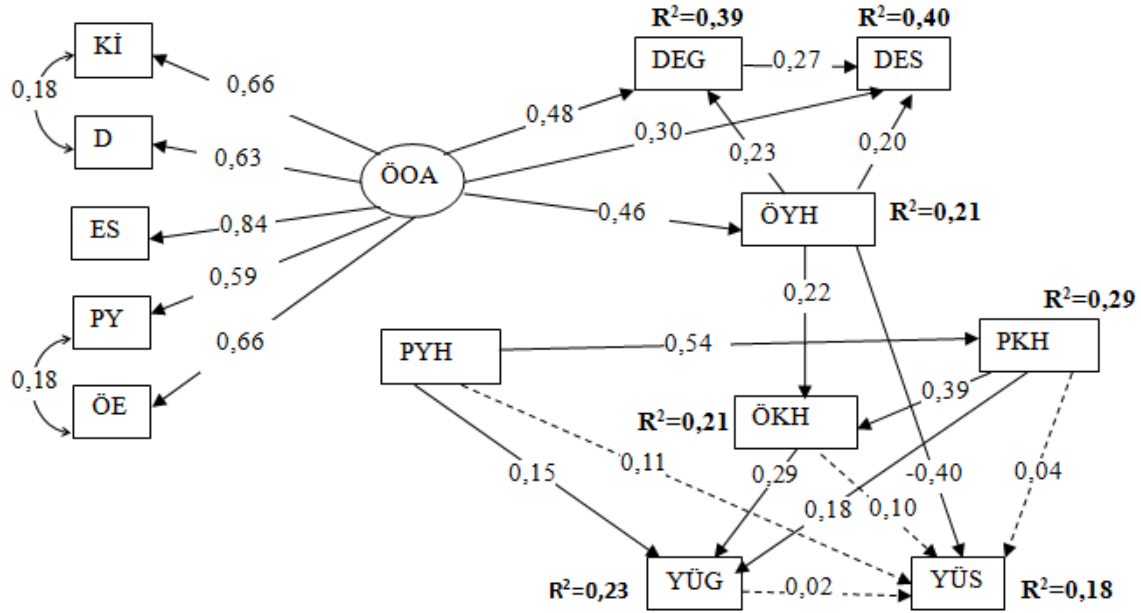 R²=0,39
R²=0,40
Kİ
DEG
0,27
DES
0,18
0,66
0,48
0,30
D
0,63
0,23
0,20
ÖOA
ES
0,84
0,46
ÖYH
R²=0,21
0,59
0,22
R²=0,29
PY
0,66
PYH
0,54
PKH
0,18
ÖE
0,39
R²=0,21
ÖKH
0,15
0,11
0,29
-0,40
0,04
0,18
0,10
R²=0,23
YÜG
0,02
YÜS
R²=0,18